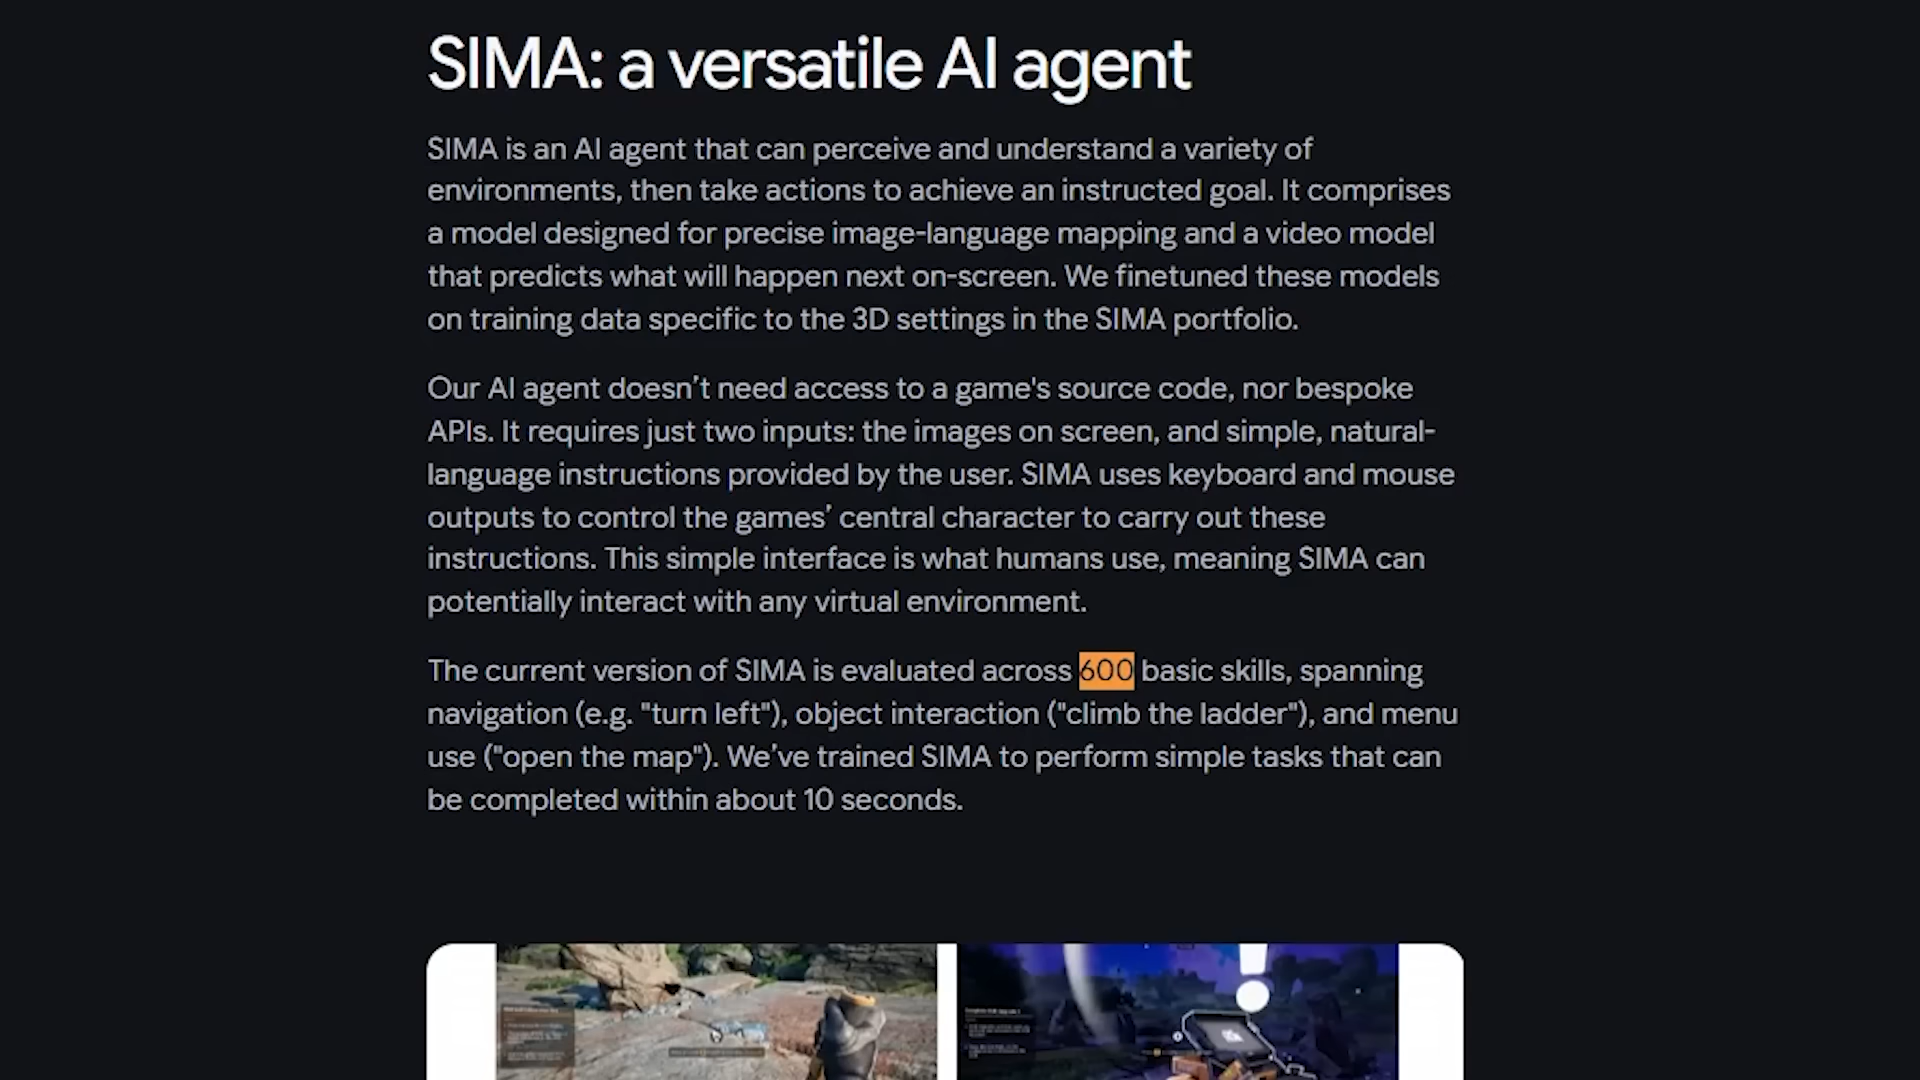 SIMA: a versatile AI agent
SIMA is an AI agent that can perceive and understand a variety of
environments, then take actions to achieve an instructed goal. It comprises
a model designed for precise image-language mapping and a video model
that predicts what will happen next on-screen. We finetuned these models
on training data specific to the 3D settings in the SIMA portfolio.
Our AI agent doesn’t need access to a game's source code, nor bespoke
APIs. It requires just two inputs: the images on screen, and simple, natural-
language instructions provided by the user. SIMA uses keyboard and mouse
outputs to control the games’ central character to carry out these
instructions. This simple interface is what humans use, meaning SIMA can
potentially interact with any virtual environment.
The current version of SIMA is evaluated across 600 basic skills, spanning
navigation (e.g. "turn left"), object interaction ("climb the ladder"), and menu
use ("open the map"). We’ve trained SIMA to perform simple tasks that can
be completed within about 10 seconds.